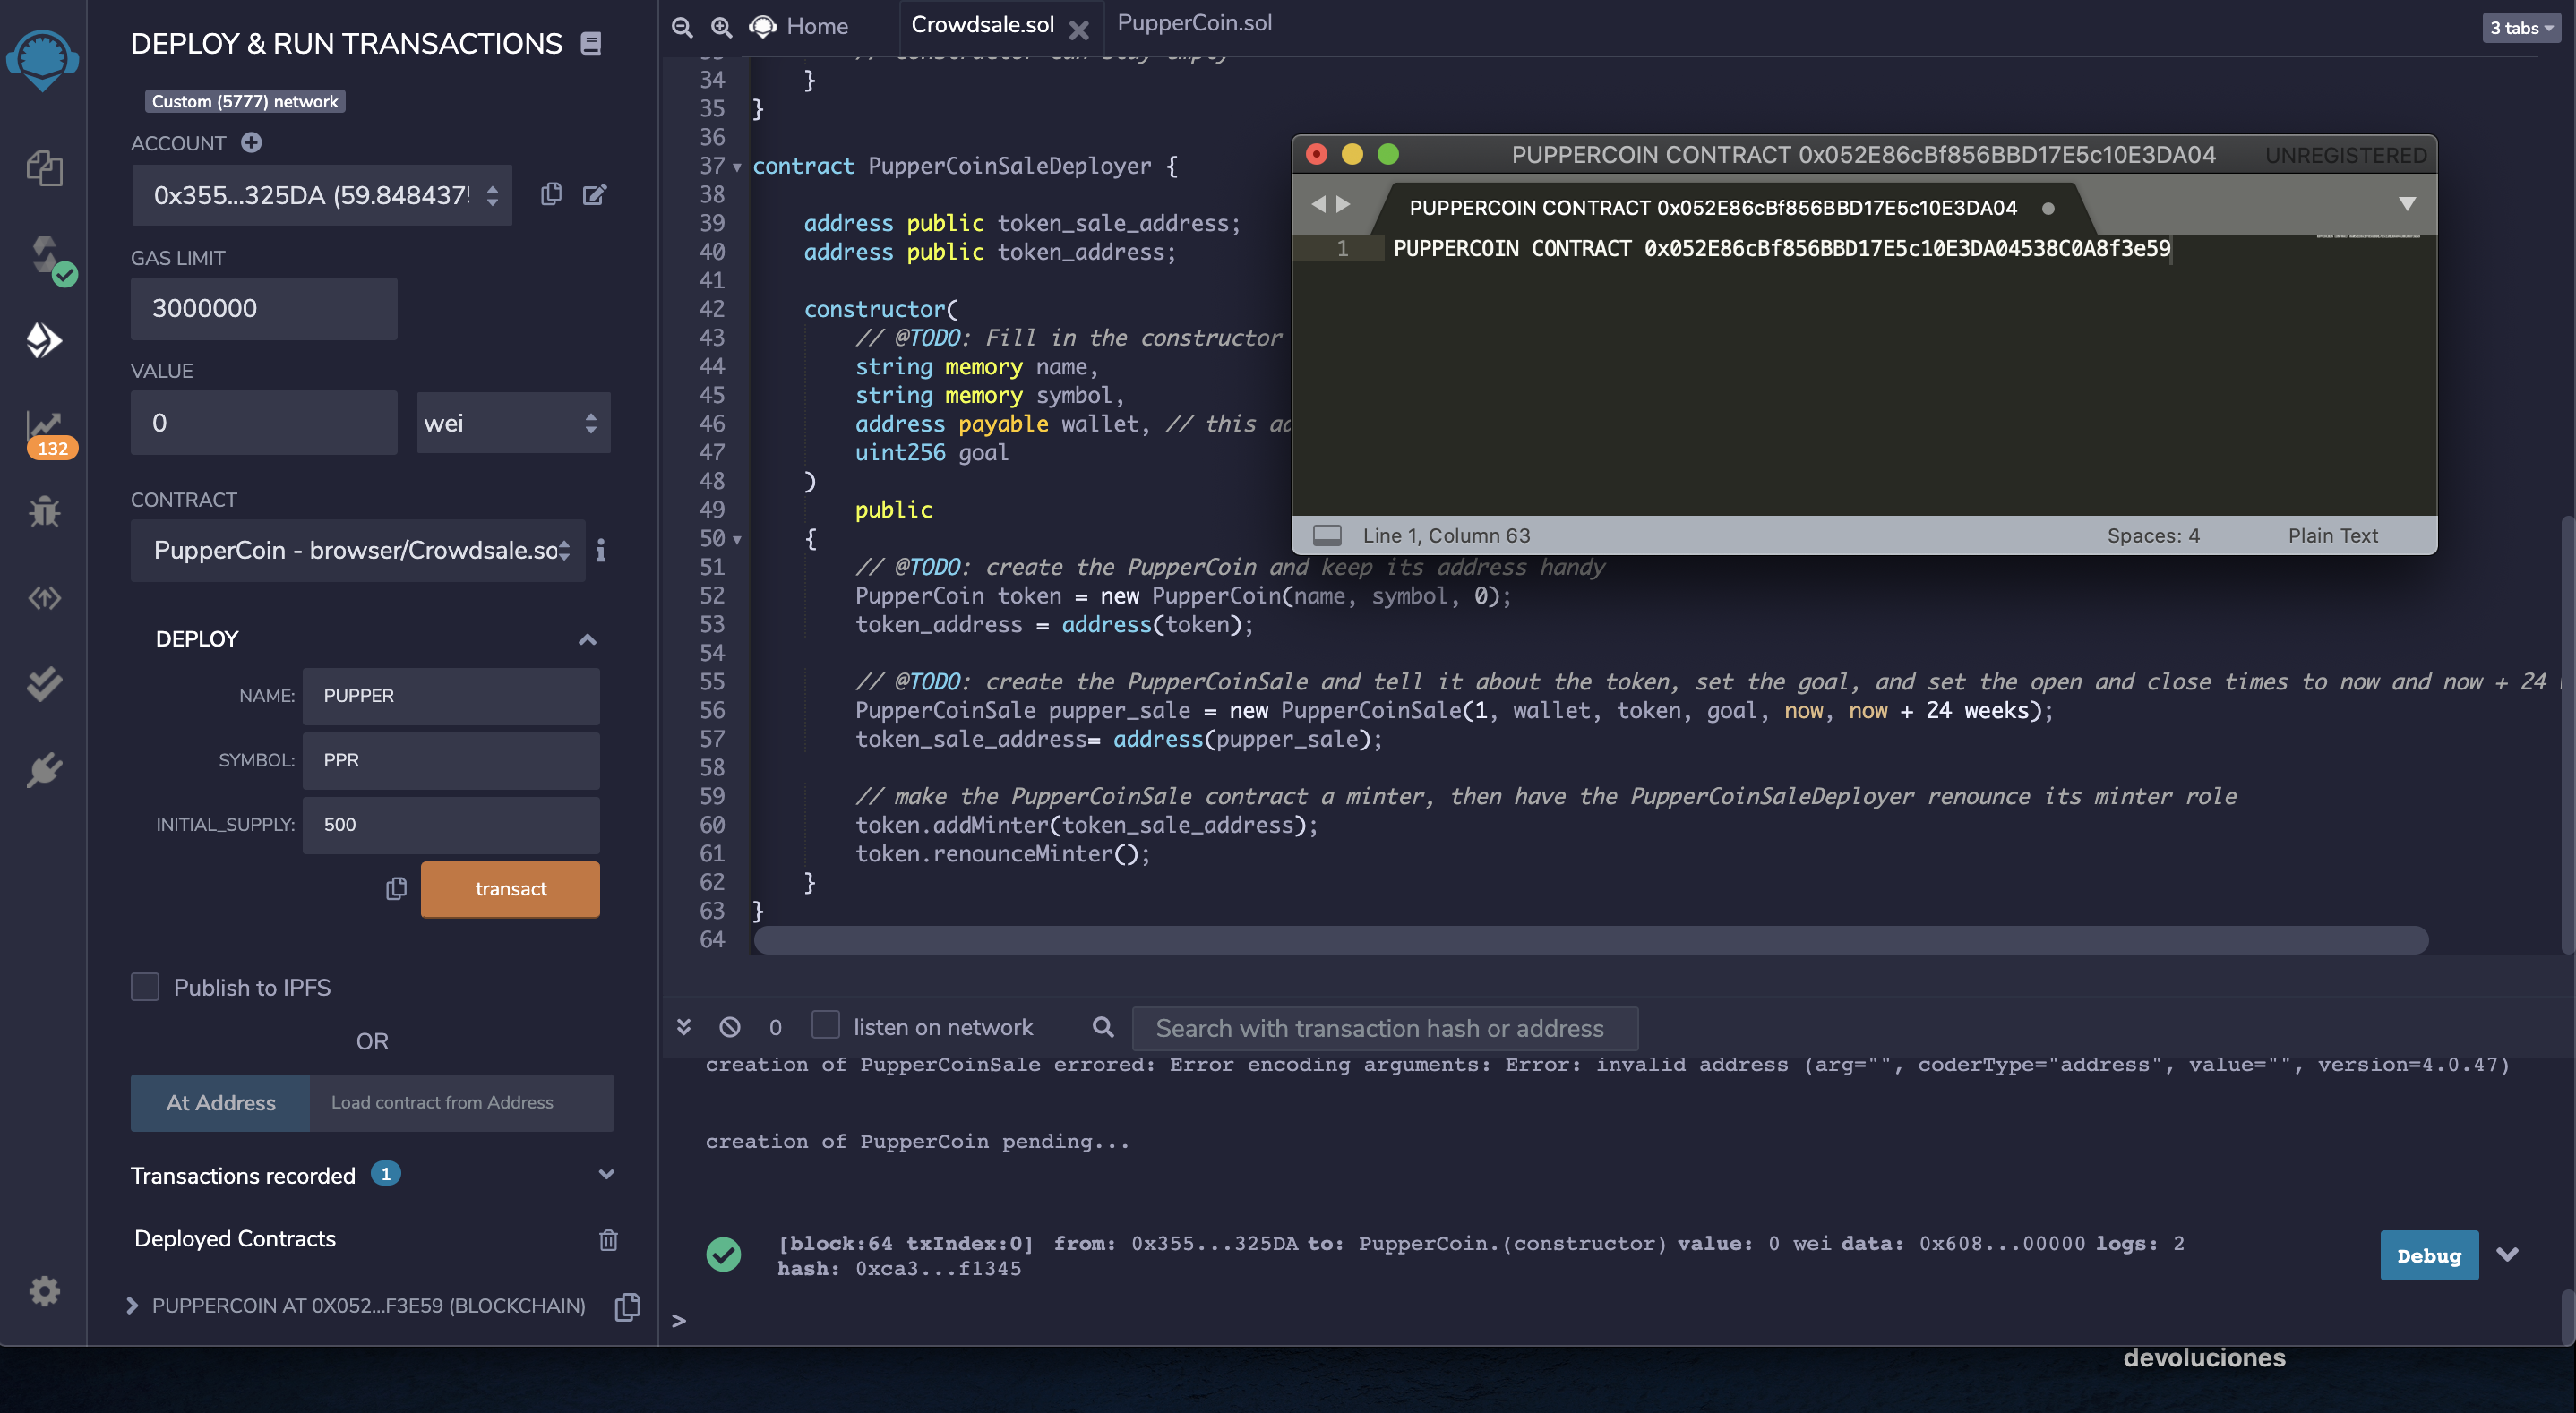 DEPLOY & RUN TRANSACTIONS
Custom (5777) network
ACCOUNT
0x355...325DA (59.8484375
GAS LIMIT
3000000
VALUE
0
wei
CONTRACT
PupperCoin - browser/Crowdsale.so
DEPLOY
NAME: PUPPER
SYMBOL: PPR
INITIAL_SUPPLY: 500
transact
Publish to IPFS
OR
At Address Load contract from Address
Transactions recorded 1
Deployed Contracts
PUPPERCOIN AT 0X052...F3E59 (BLOCKCHAIN)
132
Home
Crowdsale.sol
PupperCoin.sol
3 tabs
33 // constructor can stay empty
34 }
35 }
36
37 contract PupperCoinSaleDeployer {
38
39 address public token_sale_address;
40 address public token_address;
41
42 constructor(
43 // @TODO: Fill in the constructor
44 string memory name,
45 string memory symbol,
46 address payable wallet, // this ad
47 uint256 goal
48 )
49 public
50 {
51 // @TODO: create the PupperCoin and keep its address handy
52 PupperCoin token = new PupperCoin(name, symbol, 0);
53 token_address = address(token);
54
55 // @TODO: create the PupperCoinSale and tell it about the token, set the goal, and set the open and close times to now and now + 24
56 PupperCoinSale pupper_sale = new PupperCoinSale(1, wallet, token, goal, now, now + 24 weeks);
57 token_sale_address= address(pupper_sale);
58
59 // make the PupperCoinSale contract a minter, then have the PupperCoinSaleDeployer renounce its minter role
60 token.addMinter(token_sale_address);
61 token.renounceMinter();
62 }
63 }
64
PUPPERCOIN CONTRACT 0x052E86cBf856BBD17E5c10E3DA04 UNREGISTERED
PUPPERCOIN CONTRACT 0x052E86cBf856BBD17E5c10E3DA04
1 PUPPERCOIN CONTRACT 0x052E86cBf856BBD17E5c10E3DA04538C0A8f3e59
Line 1, Column 63 Spaces: 4 Plain Text
0 listen on network Search with transaction hash or address
creation of PupperCoinSale errored: Error encoding arguments: Error: invalid address (arg="", coderType="address", value="", version=4.0.47)
creation of PupperCoin pending...
[block:64 txIndex:0] from: 0x355...325DA to: PupperCoin.(constructor) value: 0 wei data: 0x608...00000 logs: 2
hash: 0xca3...f1345
Debug
>
devoluciones